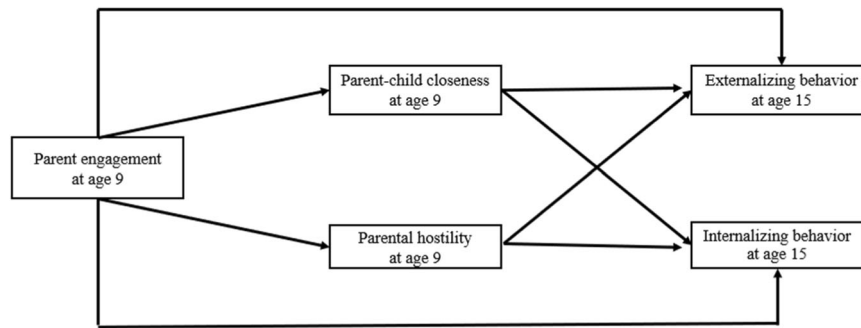 Parent-child closeness
at age 9
Externalizing behavior
at age 15
Parent engagement
at age 9
Parental hostility
at age 9
Internalizing behavior
at age 15